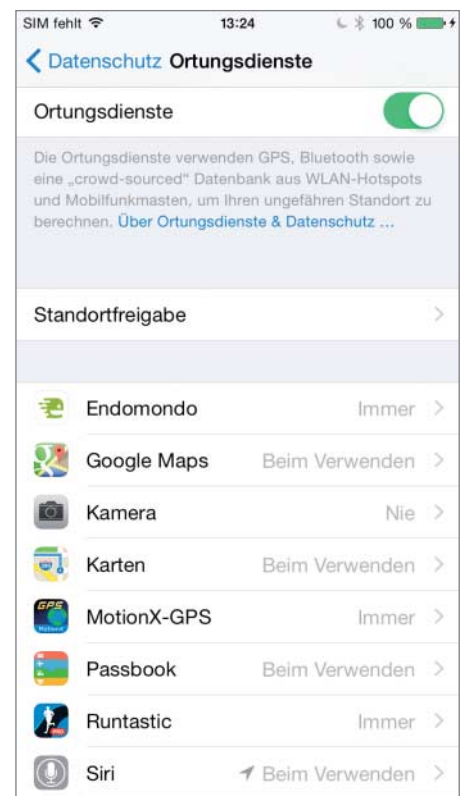 SIM fehlt 13:24 100 %
Datenschutz Ortungsdienste
Ortungsdienste
Die Ortungsdienste verwenden GPS, Bluetooth sowie
eine „crowd-sourced“ Datenbank aus WLAN-Hotspots
und Mobilfunkmasten, um Ihren ungefähren Standort zu
berechnen. Über Ortungsdienste & Datenschutz …
Standortfreigabe
Endomondo Immer
Google Maps Beim Verwenden
Kamera Nie
Karten Beim Verwenden
GPS
MotionX-GPS Immer
Passbook Beim Verwenden
Runtastic Immer
PRO
Siri Beim Verwenden